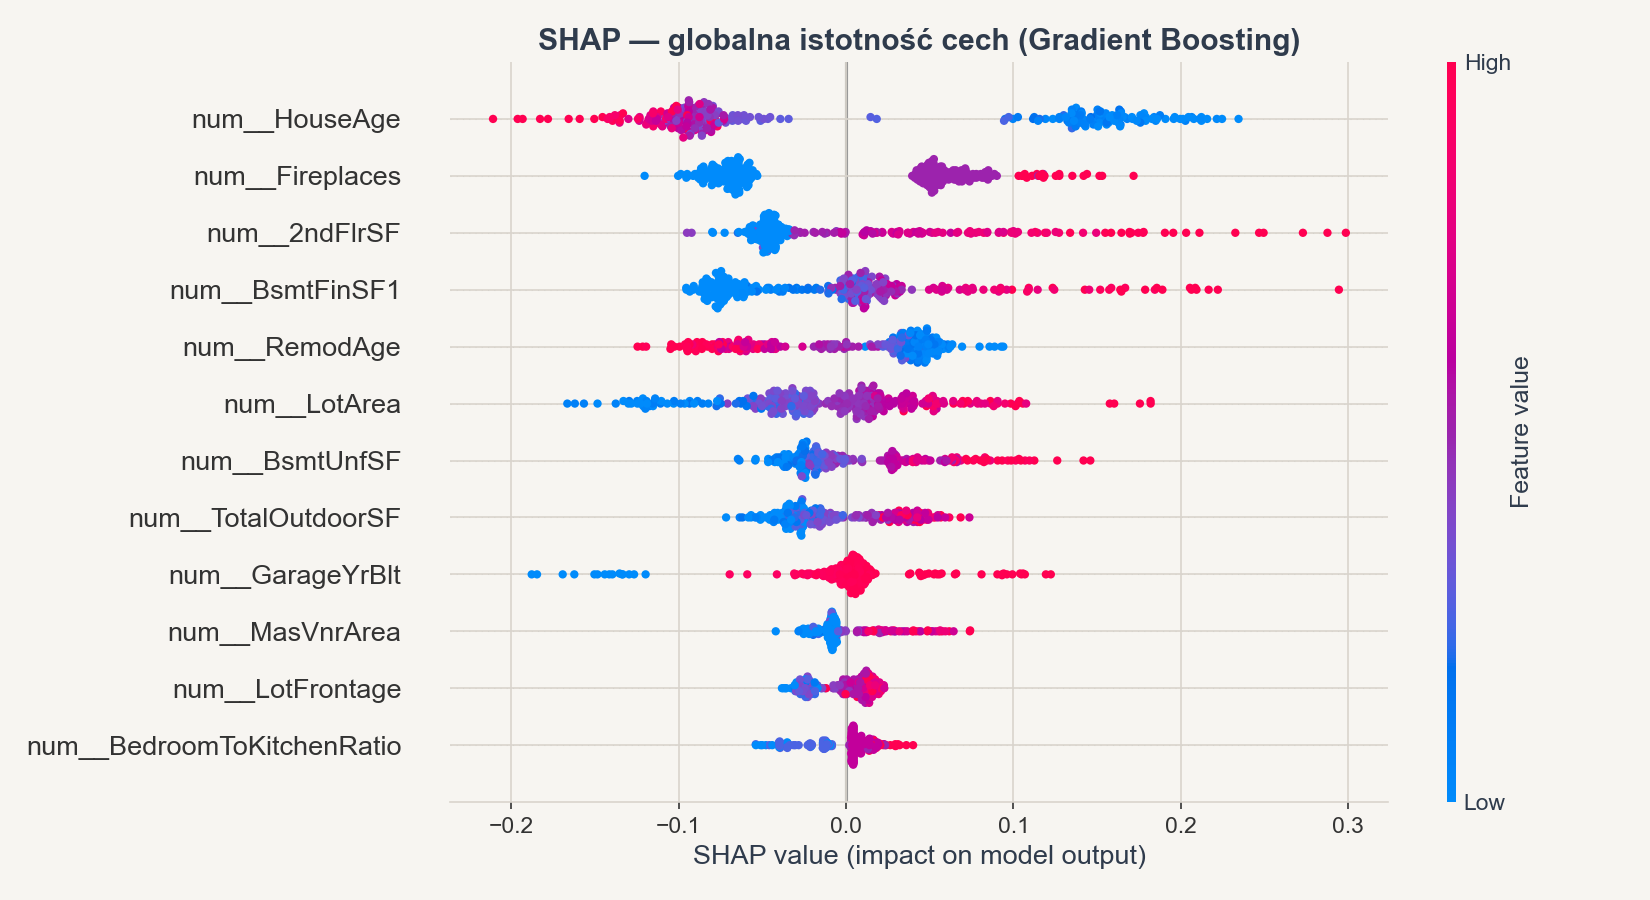 SHAP — globalna istotność cech (Gradient Boosting)
High
num__HouseAge
num__Fireplaces
num__2ndFlrSF
num__BsmtFinSF1
num__RemodAge
num__LotArea
num__BsmtUnfSF
num__TotalOutdoorSF
num__GarageYrBlt
num__MasVnrArea
num__LotFrontage
num__BedroomToKitchenRatio
Feature value
Low
−0.2 −0.1 0.0 0.1 0.2 0.3
SHAP value (impact on model output)